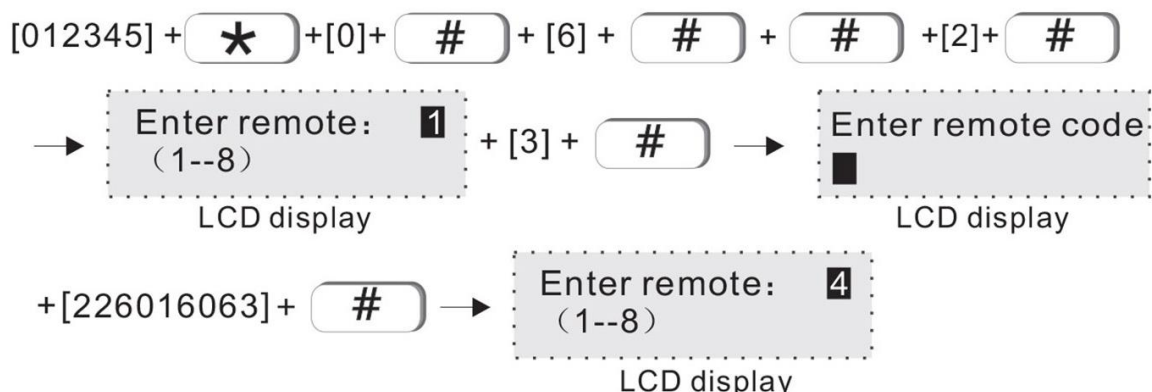 [012345] + * +[0]+ # + [6] + # + # +[2]+ #
Enter remote: 1
(1--8)
+ [3] + #
Enter remote code
LCD display
LCD display
+[226016063]+ #
Enter remote: 4
(1--8)
LCD display